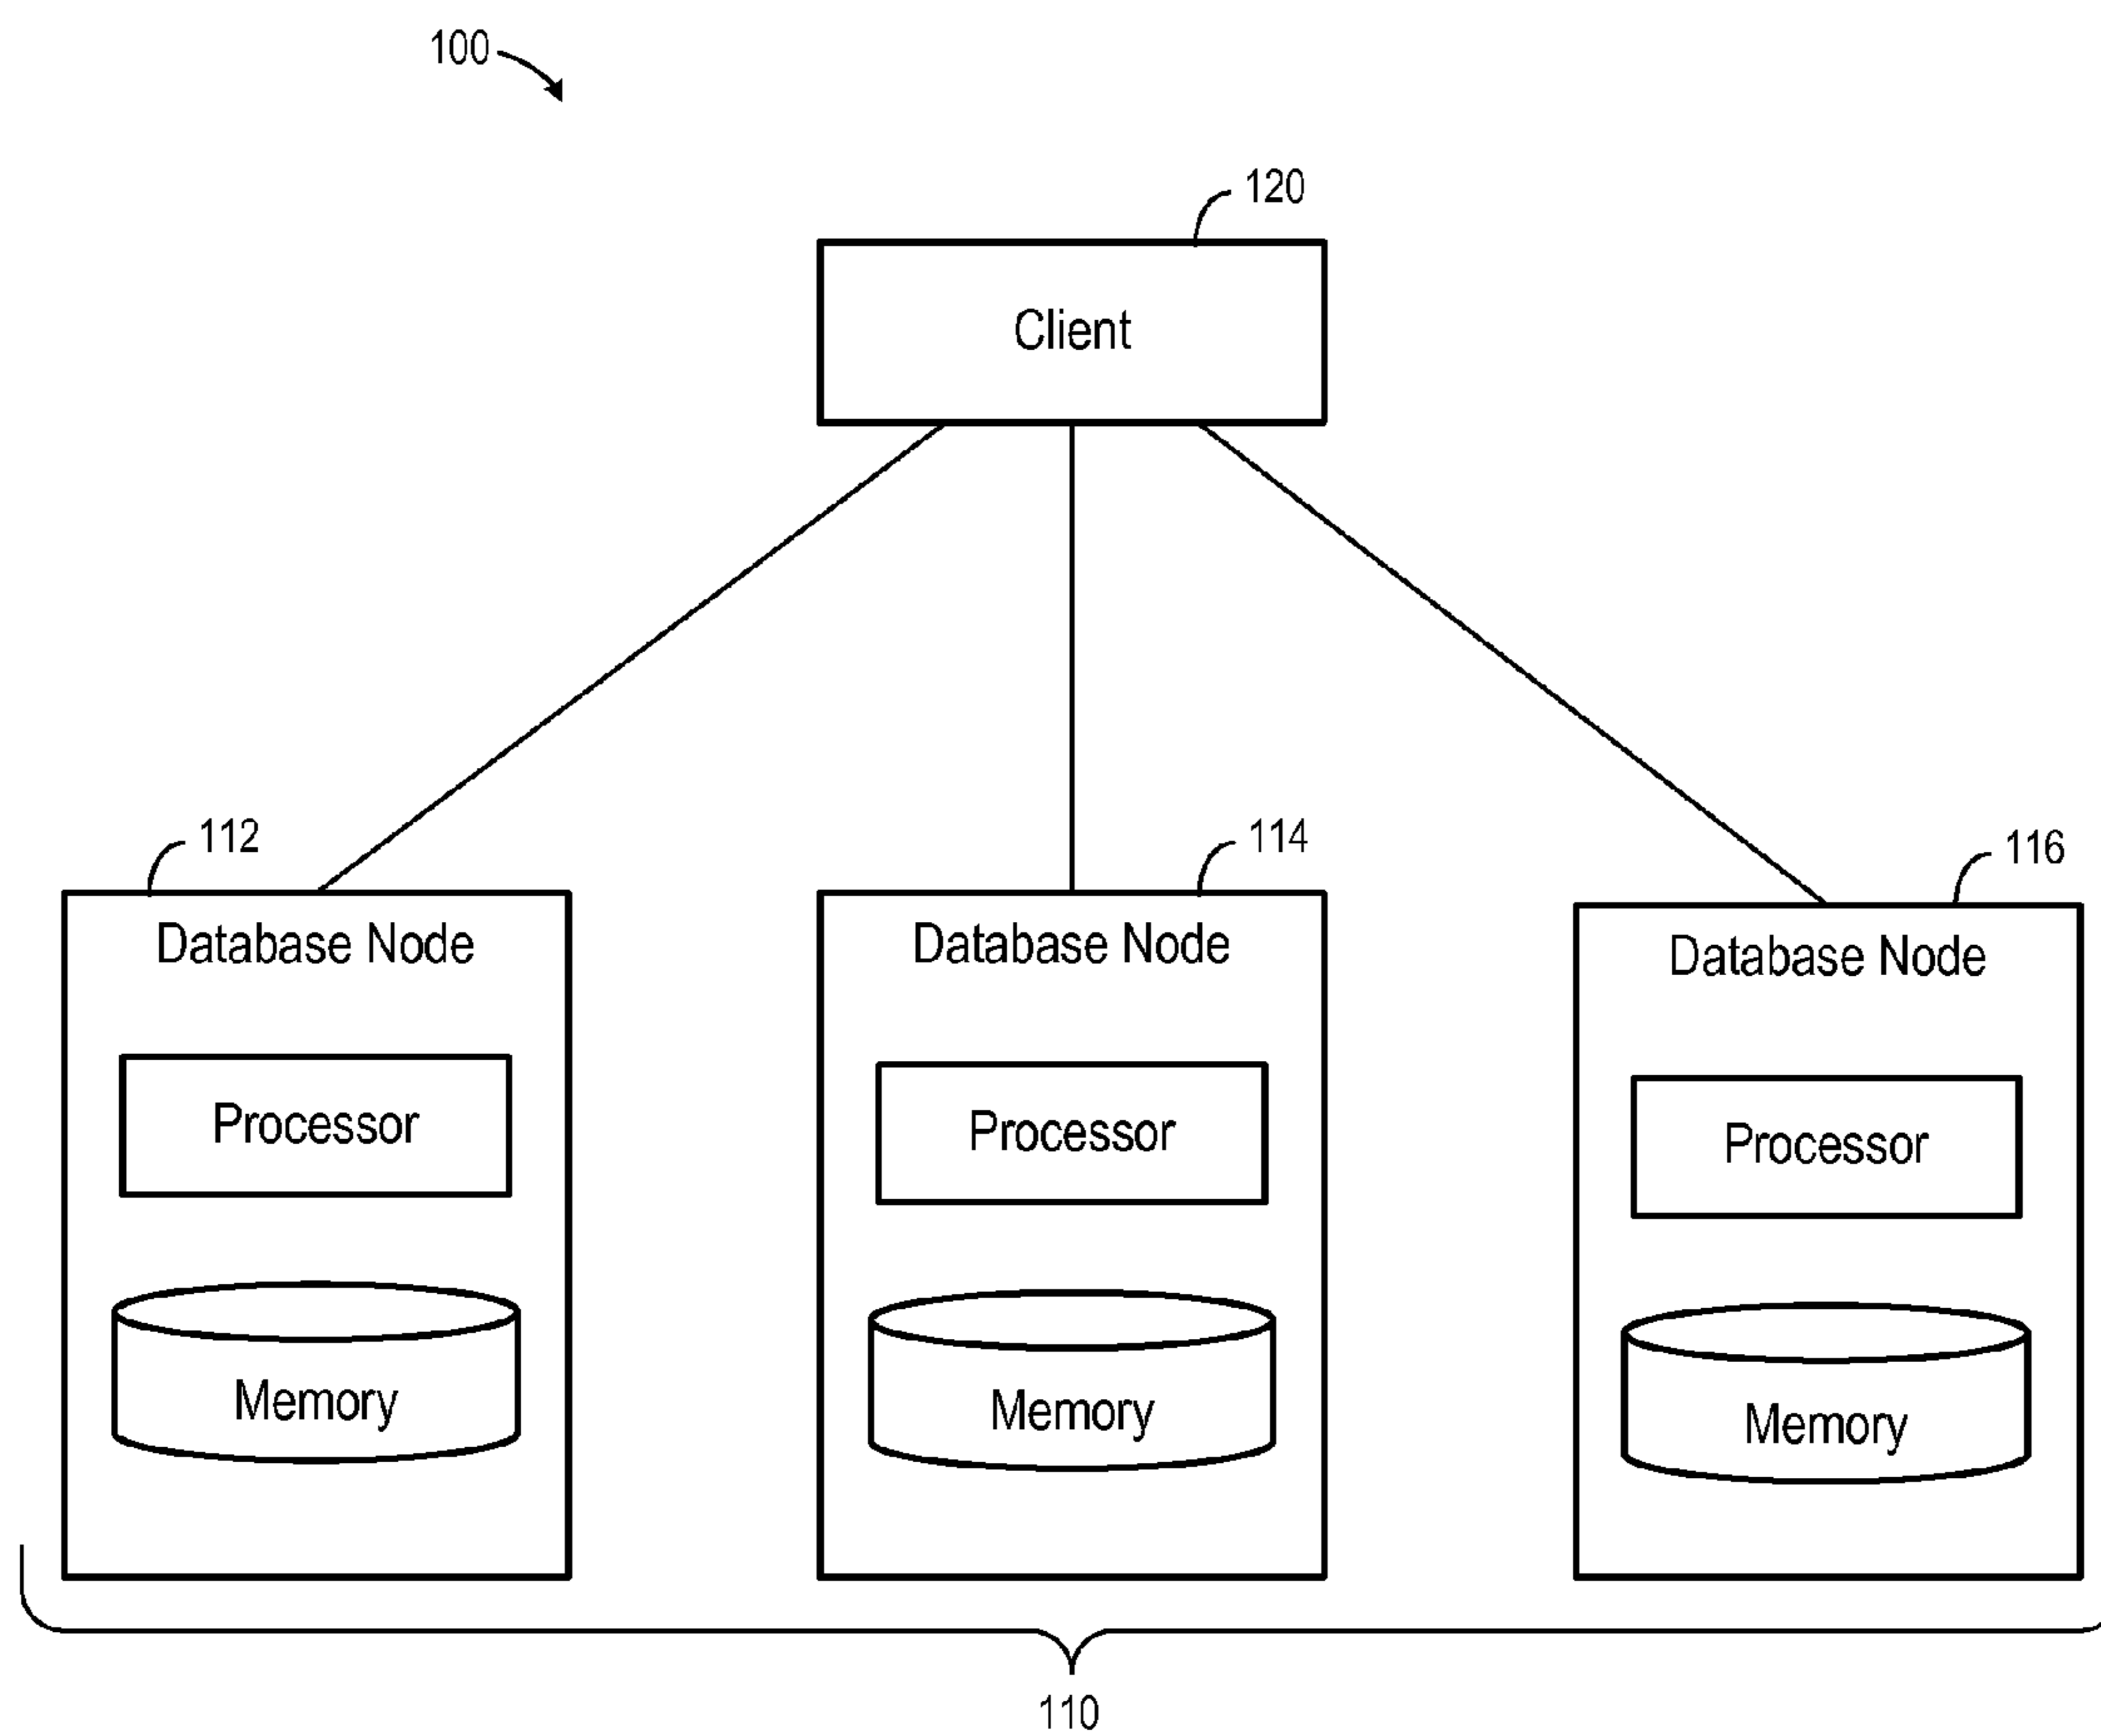 100
120
Client
112
114
116
Database Node
Database Node
Database Node
Processor
Processor
Processor
Memory
Memory
Memory
110